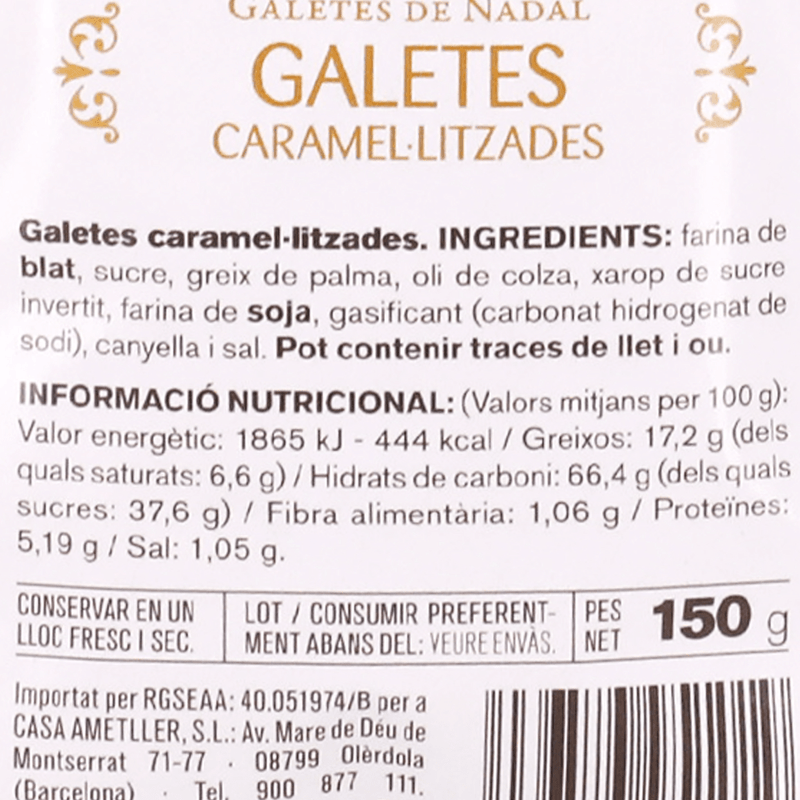 GALETES DE NADAL
GALETES
CARAMEL·LITZADES
Galetes caramel·litzades. INGREDIENTS: farina de
blat, sucre, greix de palma, oli de colza, xarop de sucre
invertit, farina de soja, gasificant (carbonat hidrogenat de
sodi), canyella i sal. Pot contenir traces de llet i ou.
INFORMACIÓ NUTRICIONAL: (Valors mitjans per 100 g):
Valor energètic: 1865 kJ - 444 kcal / Greixos: 17,2 g (dels
quals saturats: 6,6 g) / Hidrats de carboni: 66,4 g (dels quals
sucres: 37,6 g) / Fibra alimentària: 1,06 g / Proteïnes:
5,19 g / Sal: 1,05 g.
CONSERVAR EN UN
LLOC FRESC I SEC.
LOT / CONSUMIR PREFERENT-
MENT ABANS DEL: VEURE ENVÀS.
PES
NET
150 g
Importat per RGSEAA: 40.051974/B per a
CASA AMETLLER, S.L.: Av. Mare de Déu de
Montserrat 71-77 · 08799 Olèrdola
(Barcelona) · Tel. 900 877 111.